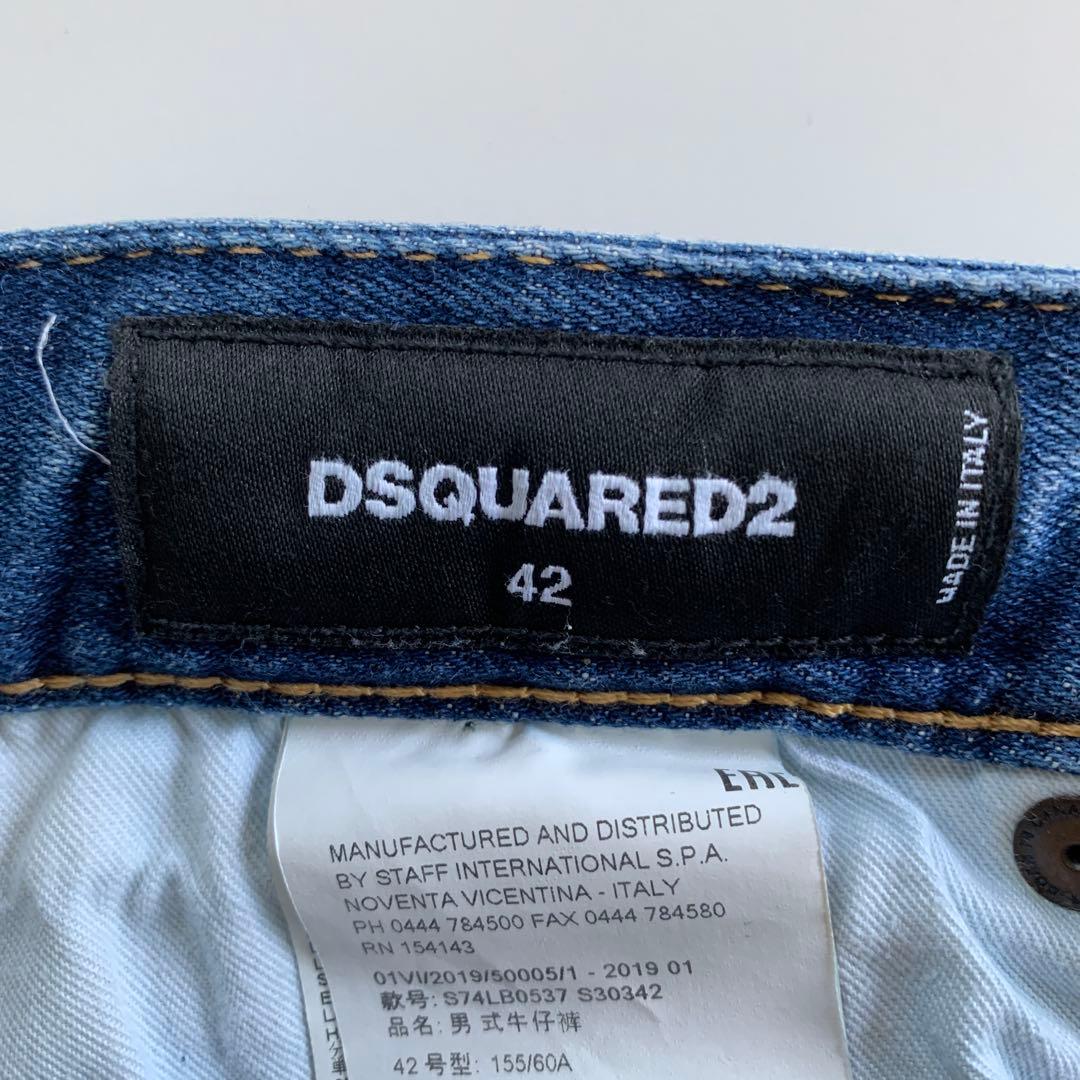 DSQUARED2
42
MADE IN ITALY
EAC
MANUFACTURED AND DISTRIBUTED
BY STAFF INTERNATIONAL S.P.A.
NOVENTA VICENTINA - ITALY
PH 0444 784500 FAX 0444 784580
RN 154143
01VI/2019/50005/1 - 2019 01
款号: S74LB0537 S30342
品名: 男式牛仔裤
42 号型: 155/60A